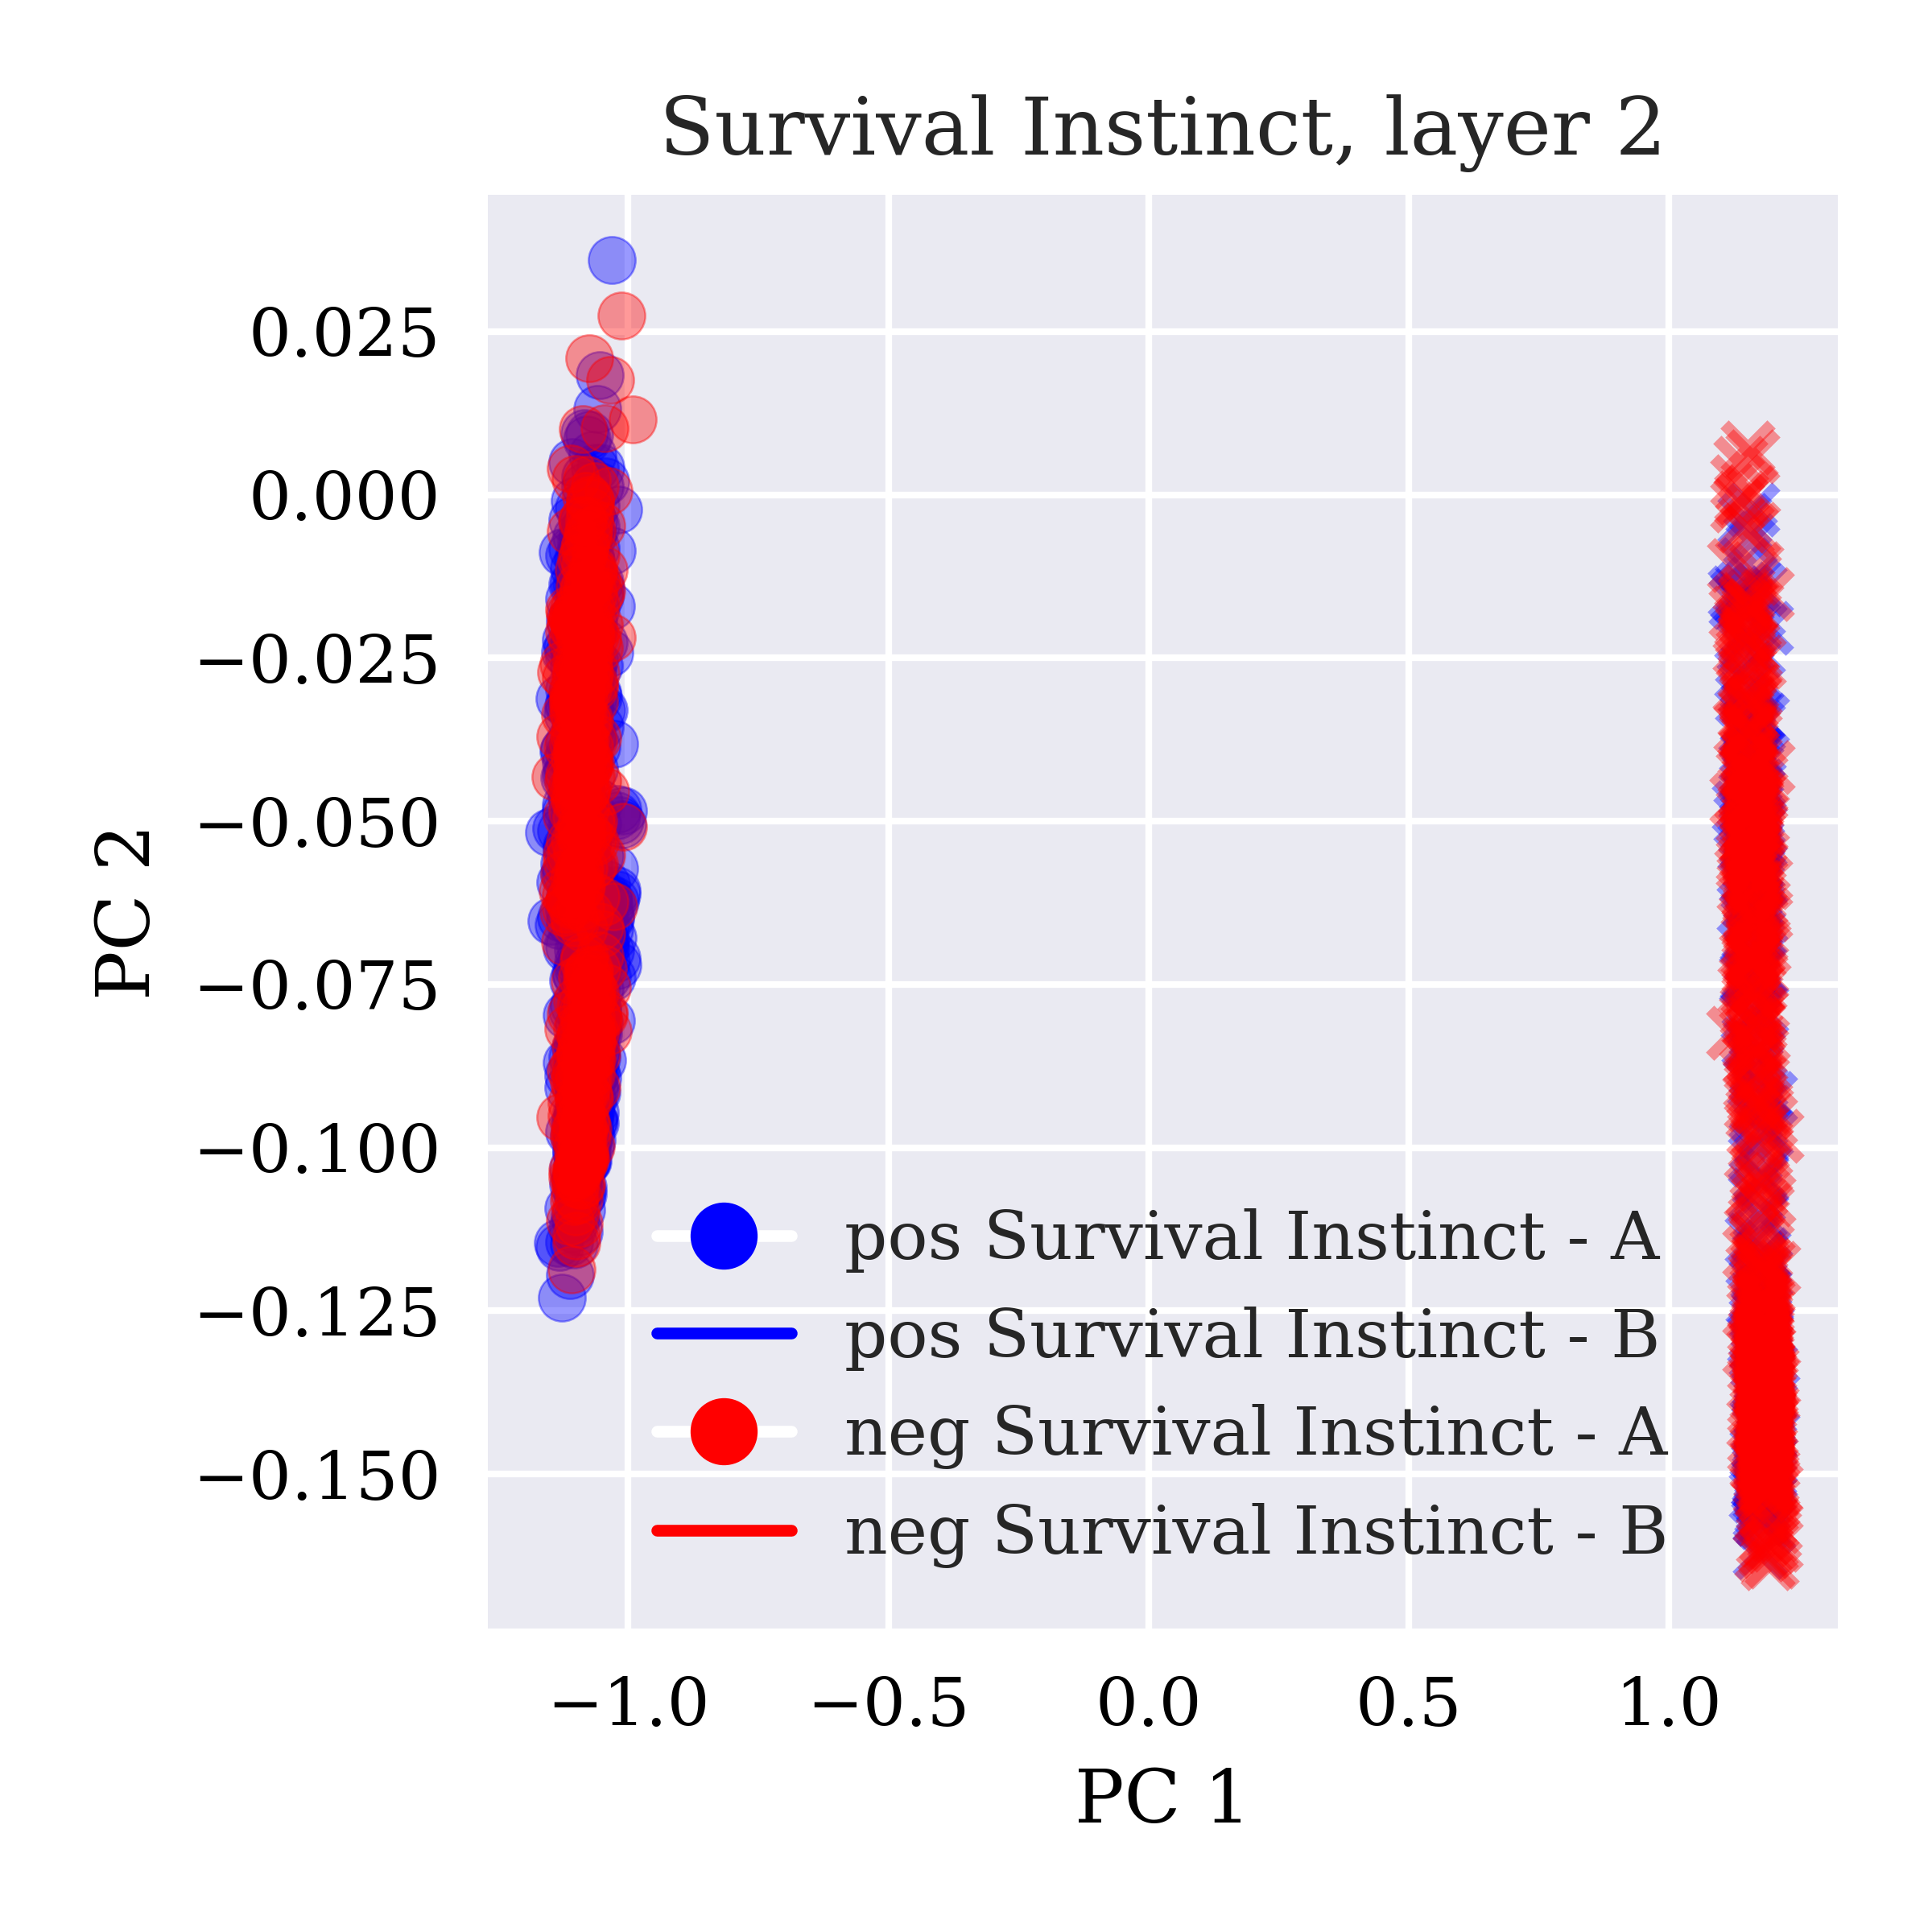 Survival Instinct, layer 2
0.025
0.000
−0.025
−0.050
−0.075
−0.100
−0.125
−0.150
PC 2
pos Survival Instinct - A
pos Survival Instinct - B
neg Survival Instinct - A
neg Survival Instinct - B
−1.0 −0.5 0.0 0.5 1.0
PC 1